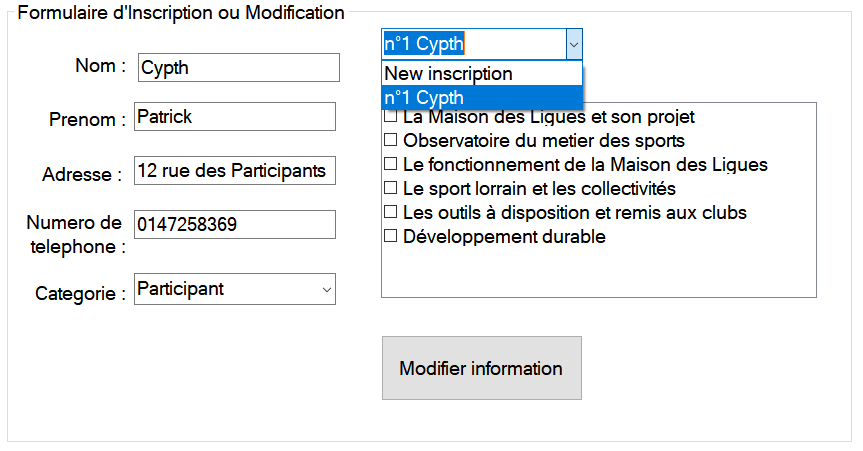 Formulaire d'Inscription ou Modification
n°1 Cypth
New inscription
n°1 Cypth
Nom :
Cypth
Prenom :
Patrick
Adresse :
12 rue des Participants
Numero de
telephone :
0147258369
Categorie :
Participant
La Maison des Ligues et son projet
Observatoire du metier des sports
Le fonctionnement de la Maison des Ligues
Le sport lorrain et les collectivités
Les outils à disposition et remis aux clubs
Développement durable
Modifier information